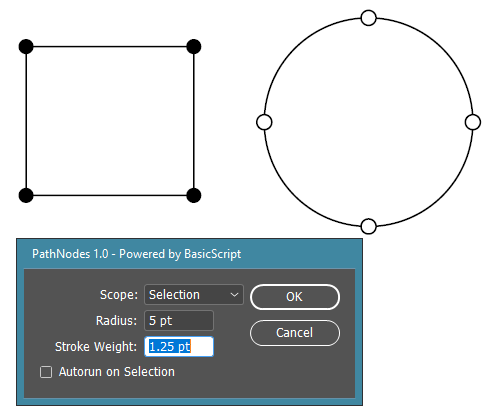 PathNodes 1.0 - Powered by BasicScript
Scope: Selection OK
Radius: 5 pt
Cancel
Stroke Weight: 1.25 pt
Autorun on Selection